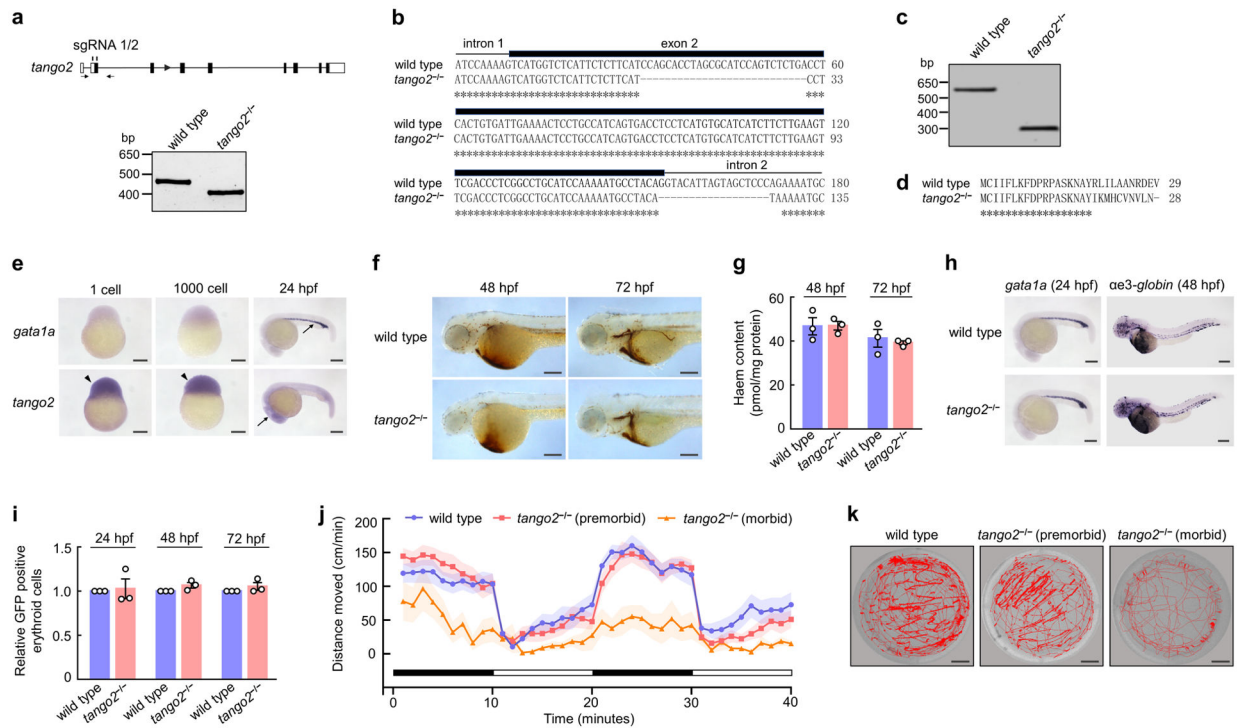 a
sgRNA 1/2
tango2
wild type
tango2–/–
bp
650
500
400
b
intron 1 exon 2
wild type ATCCAAAAGTCATGGTCTCATTCTCTTCATCCAGCACCTAGCGCATCCAGTCTCTGACCT 60
tango2–/– ATCCAAAAGTCATGGTCTCATTCTCTTCAT---------------------------CCT 33
****************************** ***
wild type CACTGTGATTGAAAACTCCTGCCATCAGTGACCTCCTCATGTGCATCATCTTCTTGAAGT 120
tango2–/– CACTGTGATTGAAAACTCCTGCCATCAGTGACCTCCTCATGTGCATCATCTTCTTGAAGT 93
************************************************************
intron 2
wild type TCGACCCTCGGCCTGCATCCAAAAATGCCTACAGGTACATTAGTAGCTCCCAGAAAATGC 180
tango2–/– TCGACCCTCGGCCTGCATCCAAAAATGCCTACA------------------TAAAAATGC 135
********************************* *******
c
wild type
tango2–/–
bp
650
500
300
d
wild type MCIIFLKFDPRPASKNAYRLILAANRDEV 29
tango2–/– MCIIFLKFDPRPASKNAYIKMHCVNVLN- 28
******************
e
1 cell 1000 cell 24 hpf
gata1a
tango2
f
48 hpf 72 hpf
wild type
tango2–/–
g
48 hpf 72 hpf
Haem content
(pmol/mg protein)
60
40
20
0
wild type
tango2–/–
wild type
tango2–/–
h
gata1a (24 hpf) αe3-globin (48 hpf)
wild type
tango2–/–
i
24 hpf 48 hpf 72 hpf
Relative GFP positive
erythroid cells
1.5
1.0
0.5
0
wild type
tango2–/–
wild type
tango2–/–
wild type
tango2–/–
j
wild type tango2–/– (premorbid) tango2–/– (morbid)
Distance moved (cm/min)
200
150
100
50
0
0 10 20 30 40
Time (minutes)
k
wild type tango2–/– (premorbid) tango2–/– (morbid)